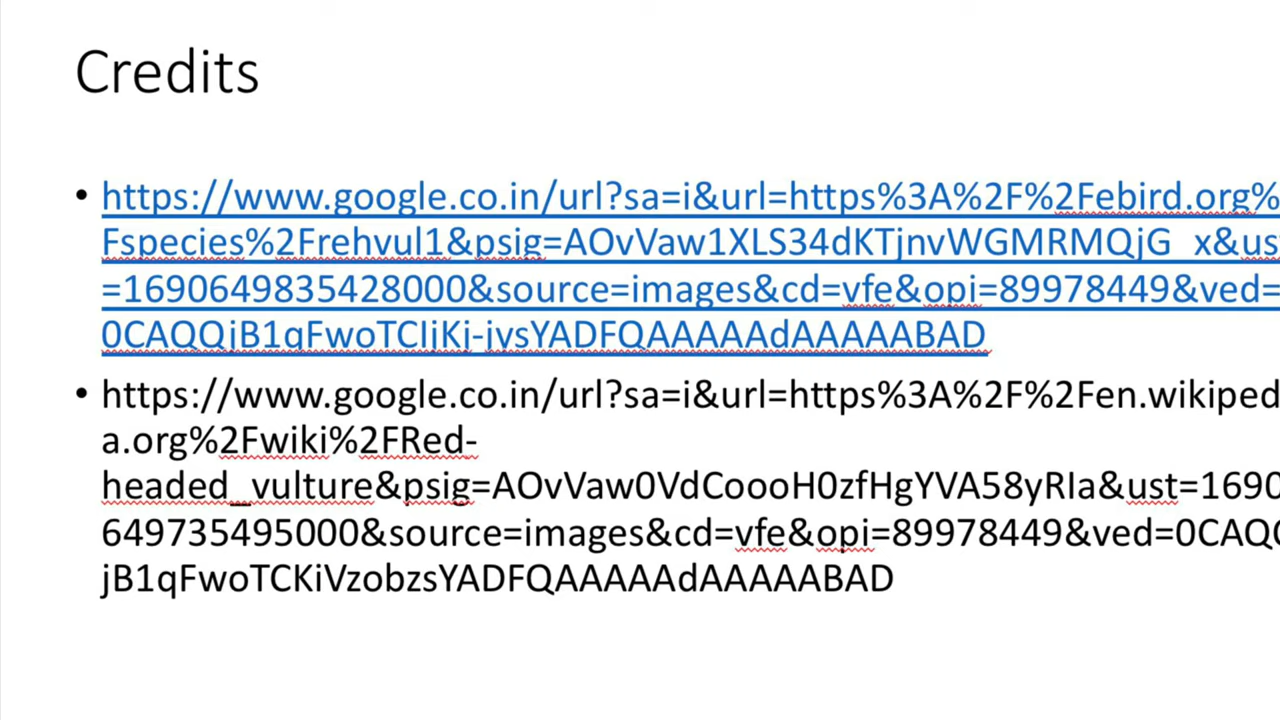 Credits
• https://www.google.co.in/url?sa=i&url=https%3A%2F%2Febird.org%
Fspecies%2Frehvul1&psig=AOvVaw1XLS34dKTjnvWGMRMQjG_x&us
=1690649835428000&source=images&cd=vfe&opi=89978449&ved=
0CAQQjB1qFwoTCIjKj-jvsYADFQAAAAAdAAAAABAD
• https://www.google.co.in/url?sa=i&url=https%3A%2F%2Fen.wikiped
a.org%2Fwiki%2FRed-
headed_vulture&psig=AOvVaw0VdCoooH0zfHgYVA58yRIa&ust=1690
649735495000&source=images&cd=vfe&opi=89978449&ved=0CAQ
jB1qFwoTCKiVzobzsYADFQAAAAAdAAAAABAD